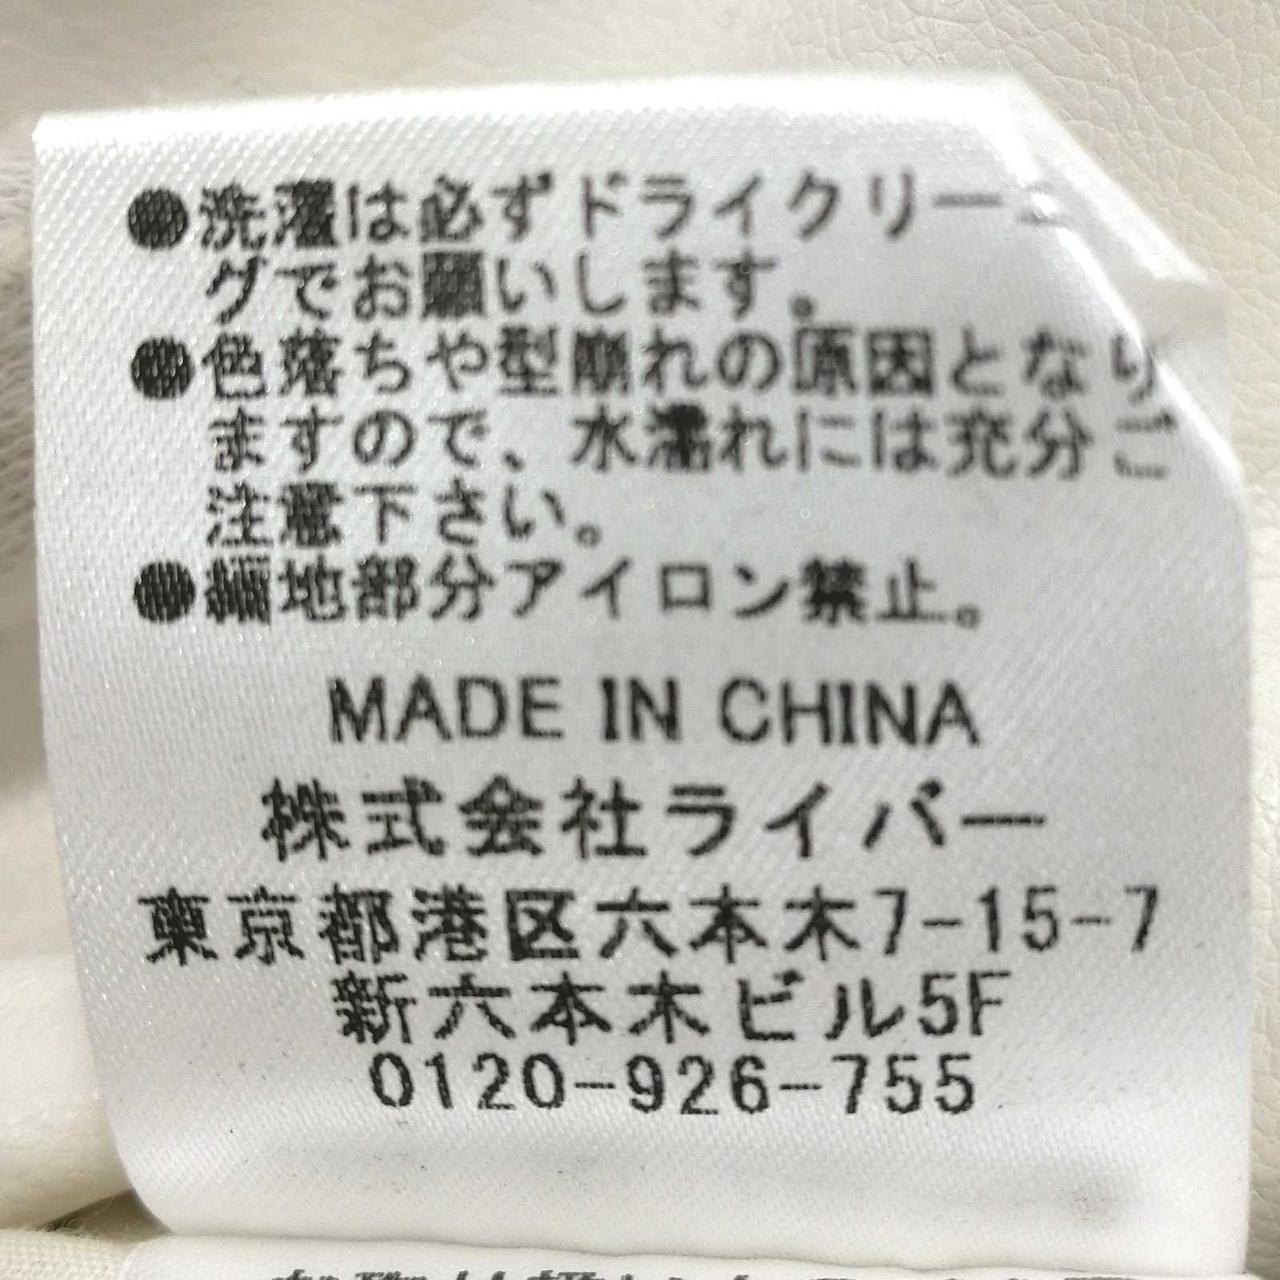 ●洗濯は必ずドライクリーニ
グでお願いします。
●色落ちや型崩れの原因となり
ますので、水濡れには充分ご
注意下さい。
地部分アイロン禁止。
MADE IN CHINA
株式会社ライバー
東京都港区六本木7-15-7
新六本木ビル5F
0120-926-755